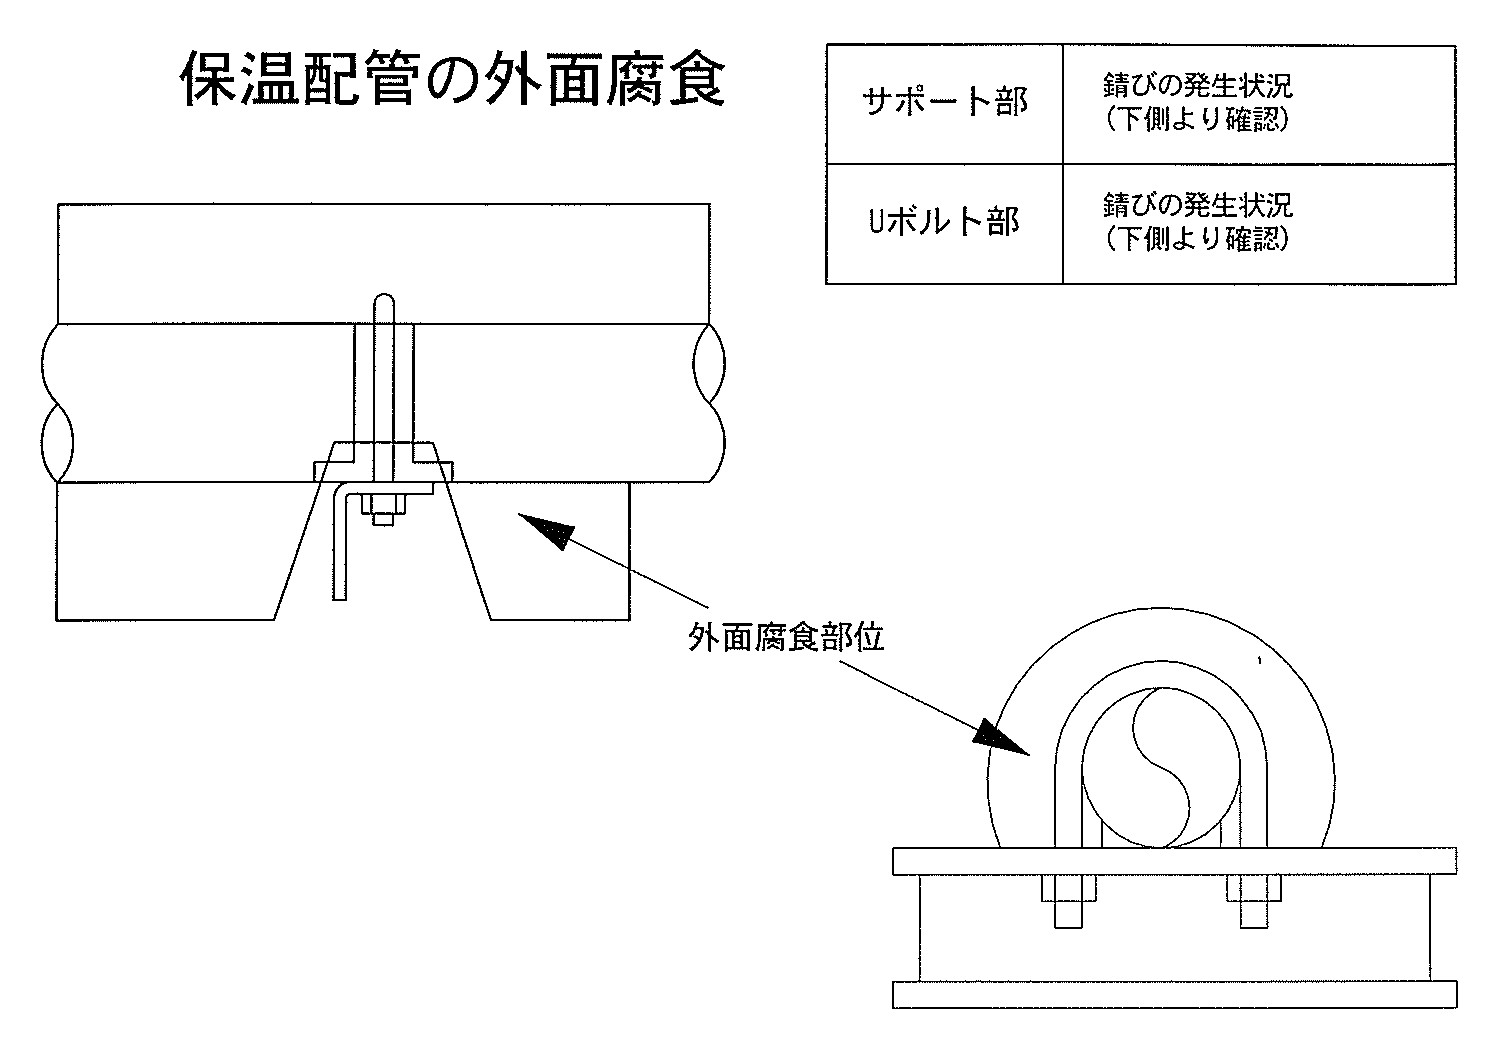 保温配管の外面腐食
サポート部
錆びの発生状況
(下側より確認)
Uボルト部
錆びの発生状況
(下側より確認)
外面腐食部位